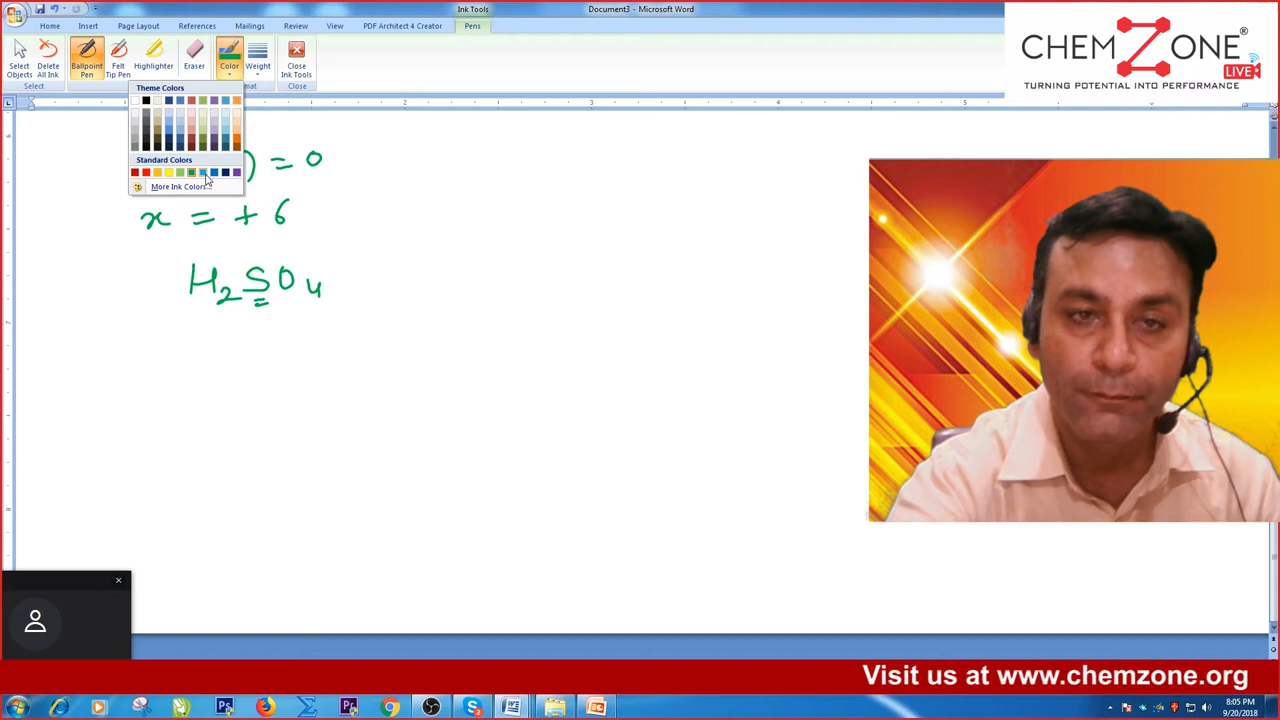 Ink Tools
Document3 - Microsoft Word
Home Insert Page Layout References Mailings Review View PDF Architect 4 Creator Pens
Select Objects
Delete All Ink
Ballpoint Pen
Felt Tip Pen
Highlighter
Eraser
Color
Weight
Close Ink Tools
Select
mat
Close
Theme Colors
Standard Colors
More Ink Colors...
2
5
) = 0
x = + 6
H2SO4
CHEMZONE®
LIVE
TURNING POTENTIAL INTO PERFORMANCE
Visit us at www.chemzone.org
8:05 PM
9/20/2018